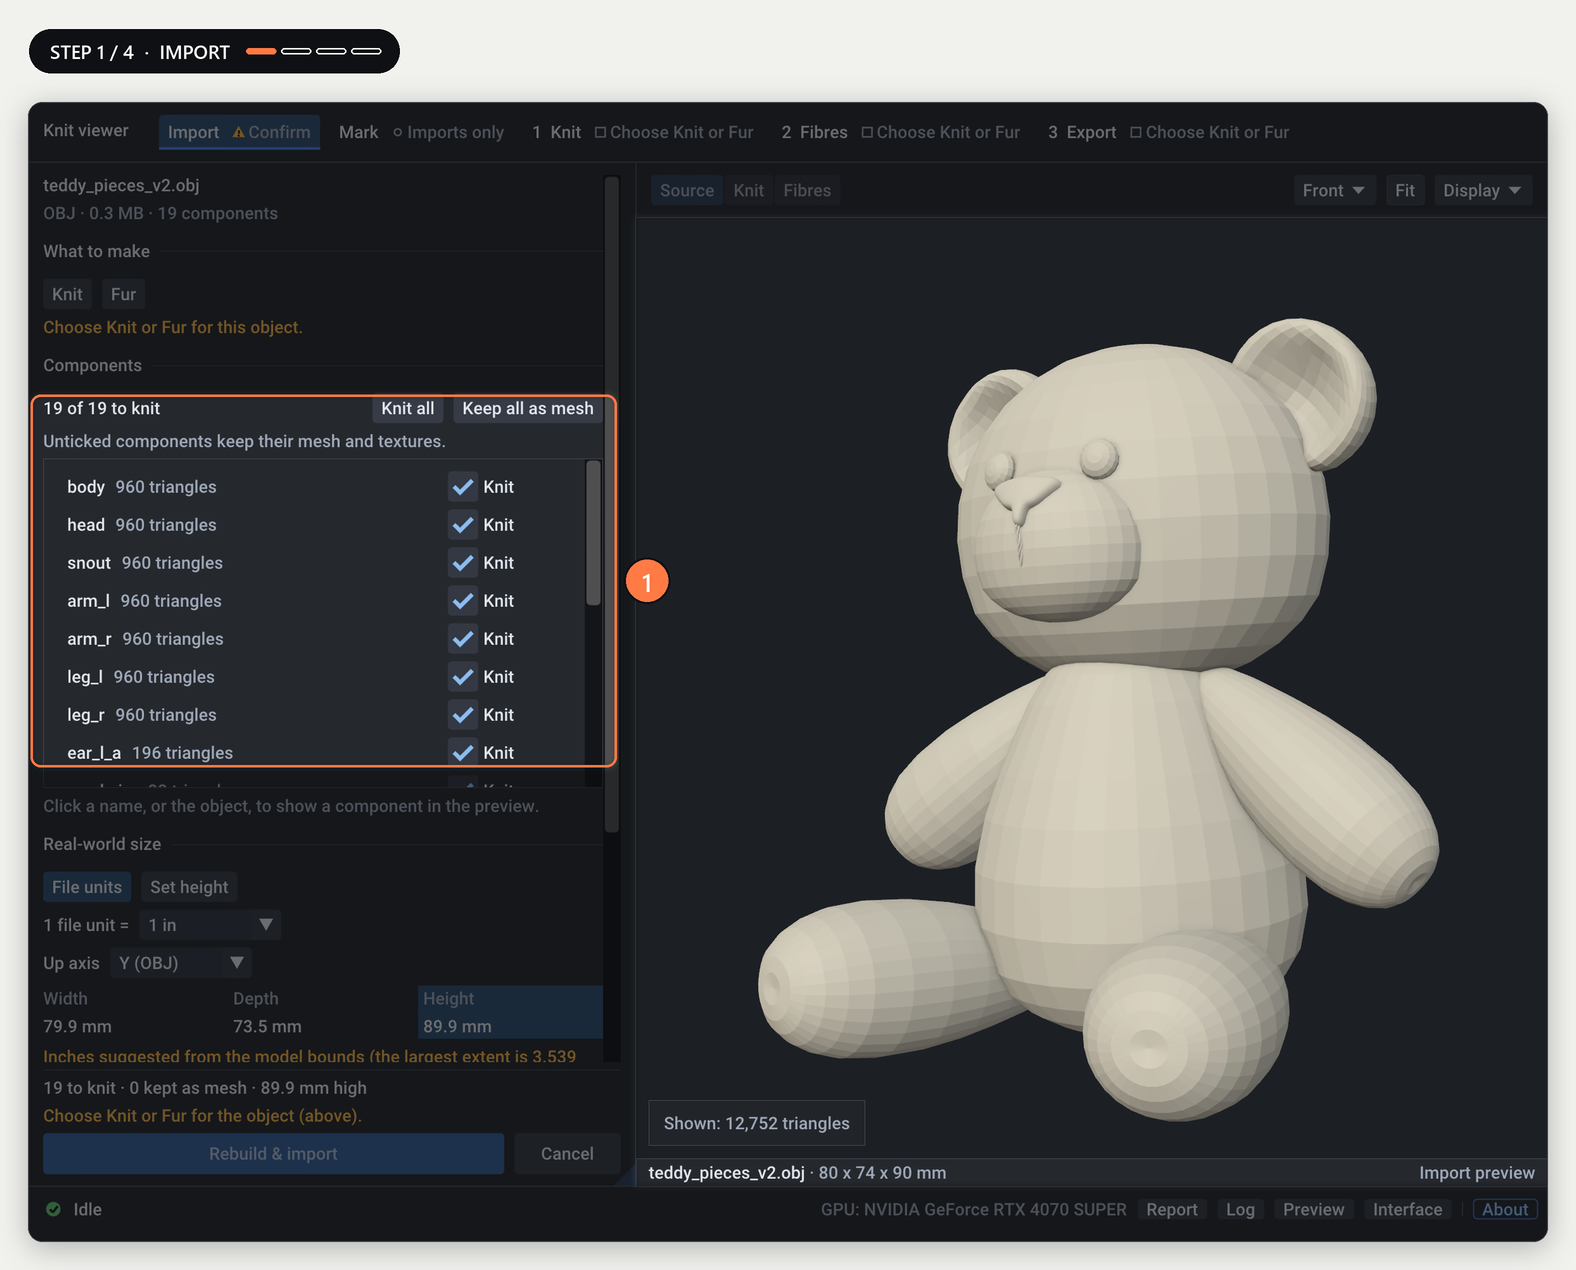 STEP 1 / 4 · IMPORT
Knit viewer
Import Confirm
Mark Imports only
1 Knit Choose Knit or Fur
2 Fibres Choose Knit or Fur
3 Export Choose Knit or Fur
teddy_pieces_v2.obj
OBJ · 0.3 MB · 19 components
What to make
Knit Fur
Choose Knit or Fur for this object.
Components
19 of 19 to knit Knit all Keep all as mesh
Unticked components keep their mesh and textures.
body 960 triangles Knit
head 960 triangles Knit
snout 960 triangles Knit
arm_l 960 triangles Knit
arm_r 960 triangles Knit
leg_l 960 triangles Knit
leg_r 960 triangles Knit
ear_l_a 196 triangles Knit
Click a name, or the object, to show a component in the preview.
Real-world size
File units Set height
1 file unit = 1 in
Up axis Y (OBJ)
Width Depth Height
79.9 mm 73.5 mm 89.9 mm
Inches suggested from the model bounds (the largest extent is 3.539
19 to knit · 0 kept as mesh · 89.9 mm high
Choose Knit or Fur for the object (above).
Rebuild & import Cancel
1
Source Knit Fibres
Front Fit Display
Shown: 12,752 triangles
teddy_pieces_v2.obj · 80 x 74 x 90 mm Import preview
Idle
GPU: NVIDIA GeForce RTX 4070 SUPER Report Log Preview Interface About